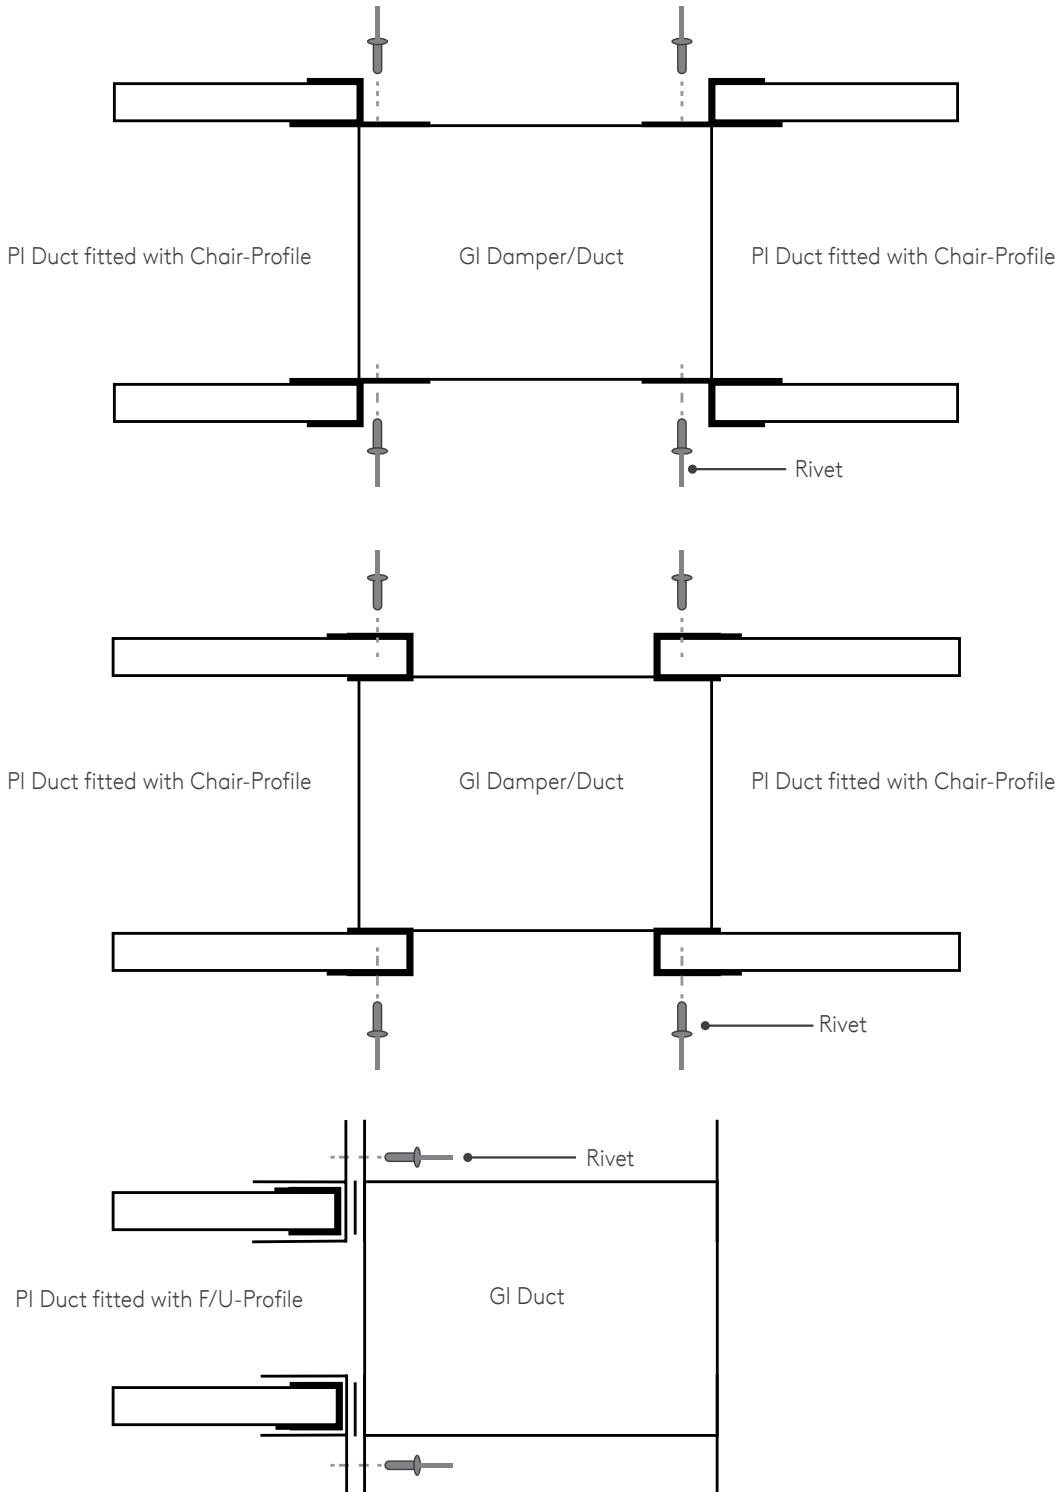 PI Duct fitted with Chair-Profile
GI Damper/Duct
PI Duct fitted with Chair-Profile
Rivet
PI Duct fitted with Chair-Profile
GI Damper/Duct
PI Duct fitted with Chair-Profile
Rivet
Rivet
PI Duct fitted with F/U-Profile
GI Duct